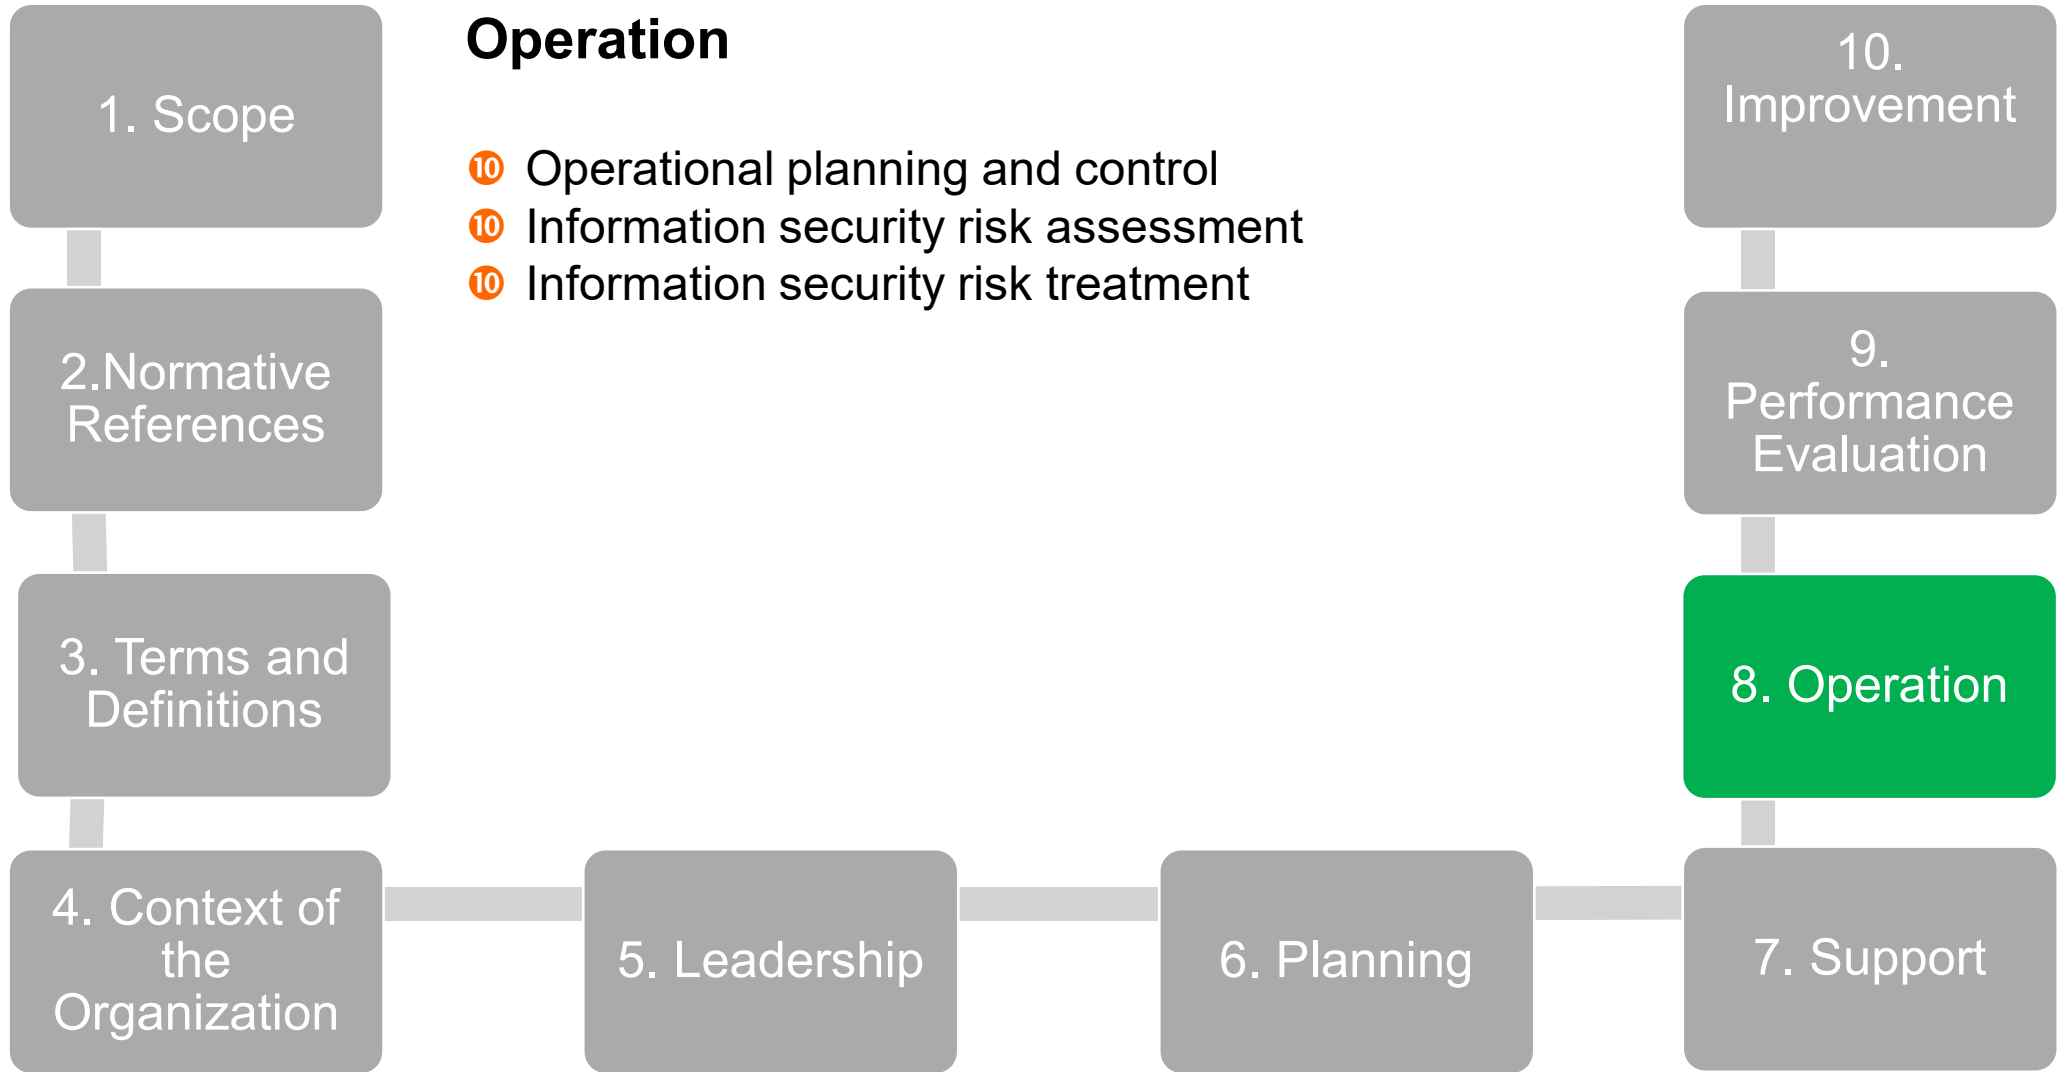 Operation
❿ Operational planning and control
❿ Information security risk assessment
❿ Information security risk treatment
1. Scope
2.Normative
References
3. Terms and
Definitions
4. Context of
the
Organization
5. Leadership
6. Planning
7. Support
8. Operation
9.
Performance
Evaluation
10.
Improvement